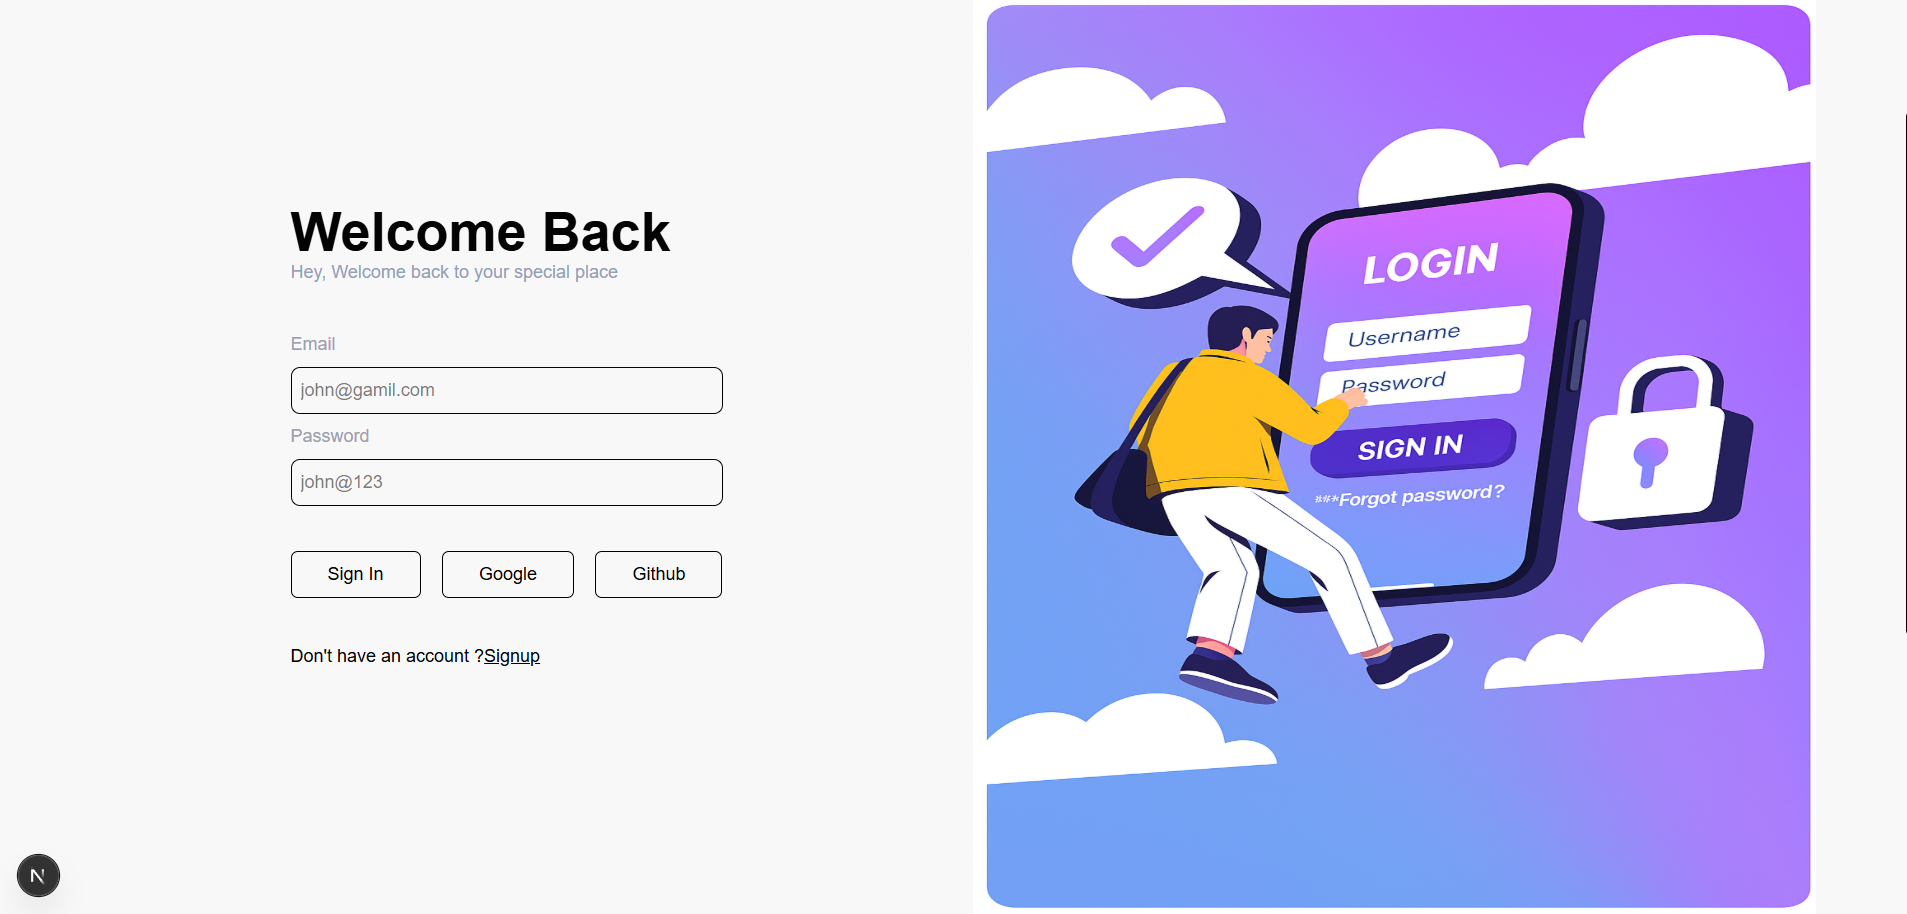 Welcome Back
Hey, Welcome back to your special place
Email
john@gamil.com
Password
john@123
Sign In
Google
Github
Don't have an account ?Signup
N
LOGIN
Username
Password
SIGN IN
***Forgot password?